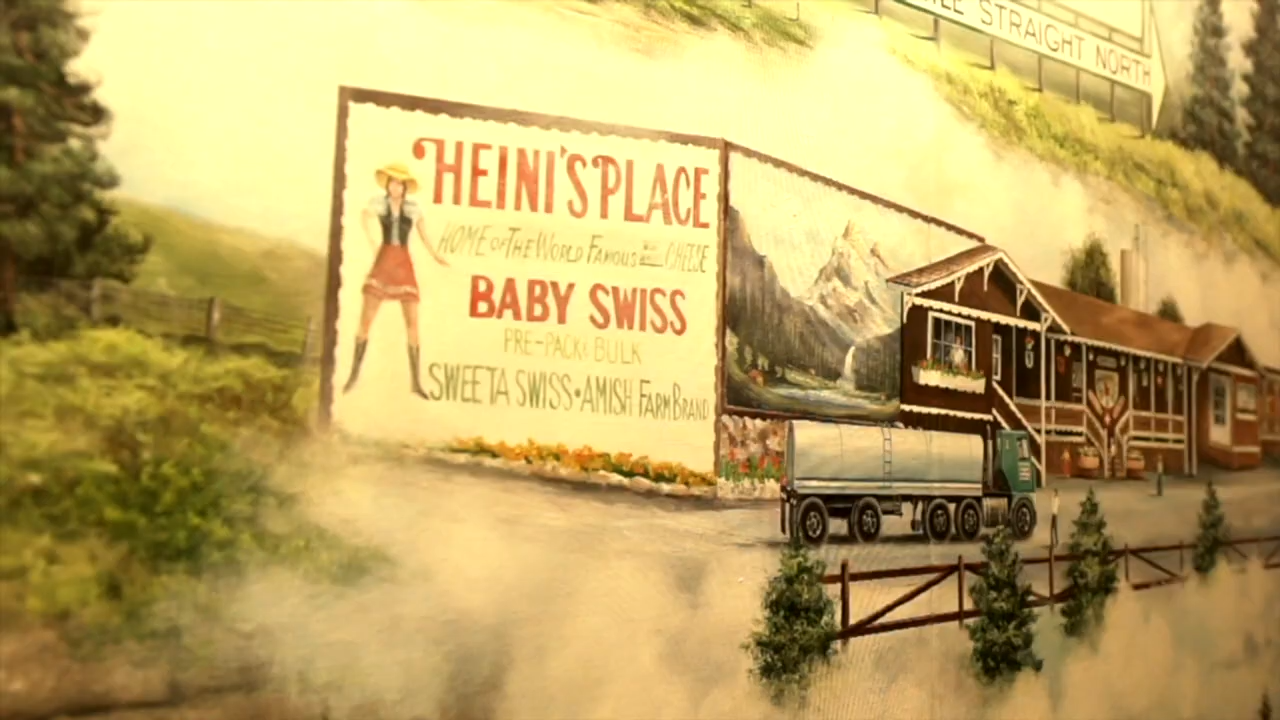 STRAIGHT NORTH
HEINI'S PLACE
HOME OF THE WORLD FAMOUS CHEESE
BABY SWISS
PRE-PACK & BULK
SWEETA SWISS • AMISH FARM BRAND